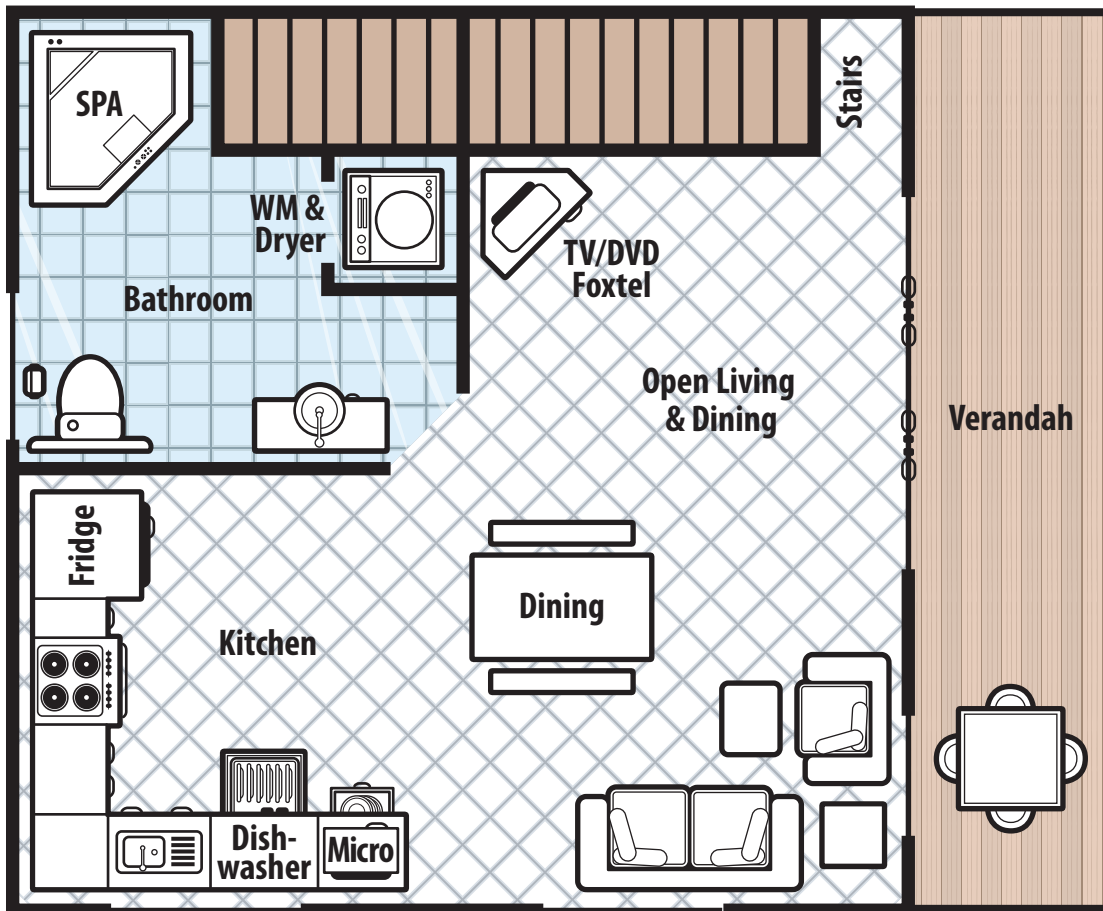 SPA
Stairs
WM &
Dryer
TV/DVD
Foxtel
Bathroom
Open Living
& Dining
Verandah
Fridge
Dining
Kitchen
Dish-
washer
Micro